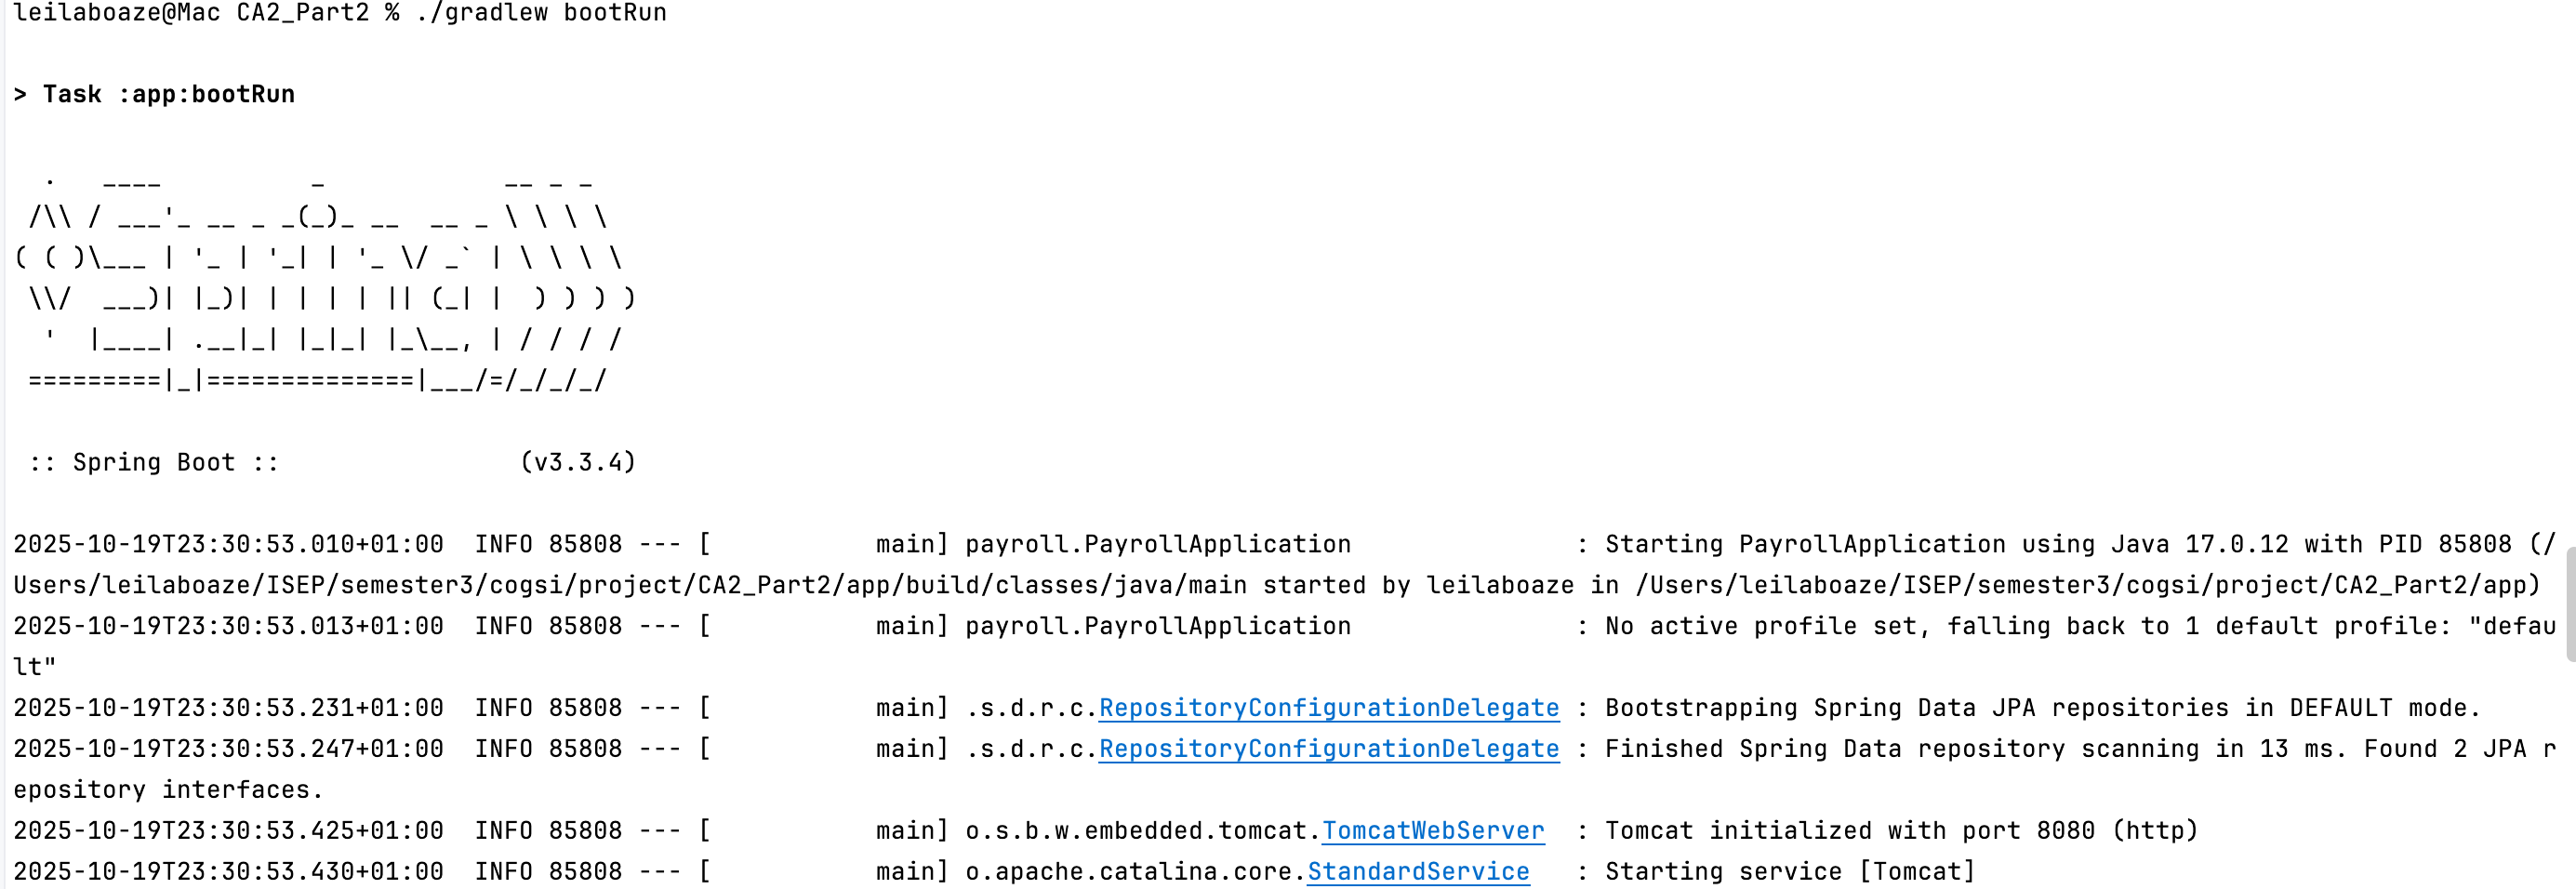 leilaboaze@Mac CA2_Part2 % ./gradlew bootRun

> Task :app:bootRun

  .   ____          _            __ _ _
 /\\ / ___'_ __ _ _(_)_ __  __ _ \ \ \ \
( ( )\___ | '_ | '_| | '_ \/ _` | \ \ \ \
 \\/  ___)| |_)| | | | | || (_| |  ) ) ) )
  '  |____| .__|_| |_|_| |_\__, | / / / /
 =========|_|==============|___/=/_/_/_/

 :: Spring Boot ::                (v3.3.4)

2025-10-19T23:30:53.010+01:00  INFO 85808 --- [           main] payroll.PayrollApplication               : Starting PayrollApplication using Java 17.0.12 with PID 85808 (/
Users/leilaboaze/ISEP/semester3/cogsi/project/CA2_Part2/app/build/classes/java/main started by leilaboaze in /Users/leilaboaze/ISEP/semester3/cogsi/project/CA2_Part2/app)
2025-10-19T23:30:53.013+01:00  INFO 85808 --- [           main] payroll.PayrollApplication               : No active profile set, falling back to 1 default profile: "defau
lt"
2025-10-19T23:30:53.231+01:00  INFO 85808 --- [           main] .s.d.r.c.RepositoryConfigurationDelegate : Bootstrapping Spring Data JPA repositories in DEFAULT mode.
2025-10-19T23:30:53.247+01:00  INFO 85808 --- [           main] .s.d.r.c.RepositoryConfigurationDelegate : Finished Spring Data repository scanning in 13 ms. Found 2 JPA r
epository interfaces.
2025-10-19T23:30:53.425+01:00  INFO 85808 --- [           main] o.s.b.w.embedded.tomcat.TomcatWebServer  : Tomcat initialized with port 8080 (http)
2025-10-19T23:30:53.430+01:00  INFO 85808 --- [           main] o.apache.catalina.core.StandardService   : Starting service [Tomcat]